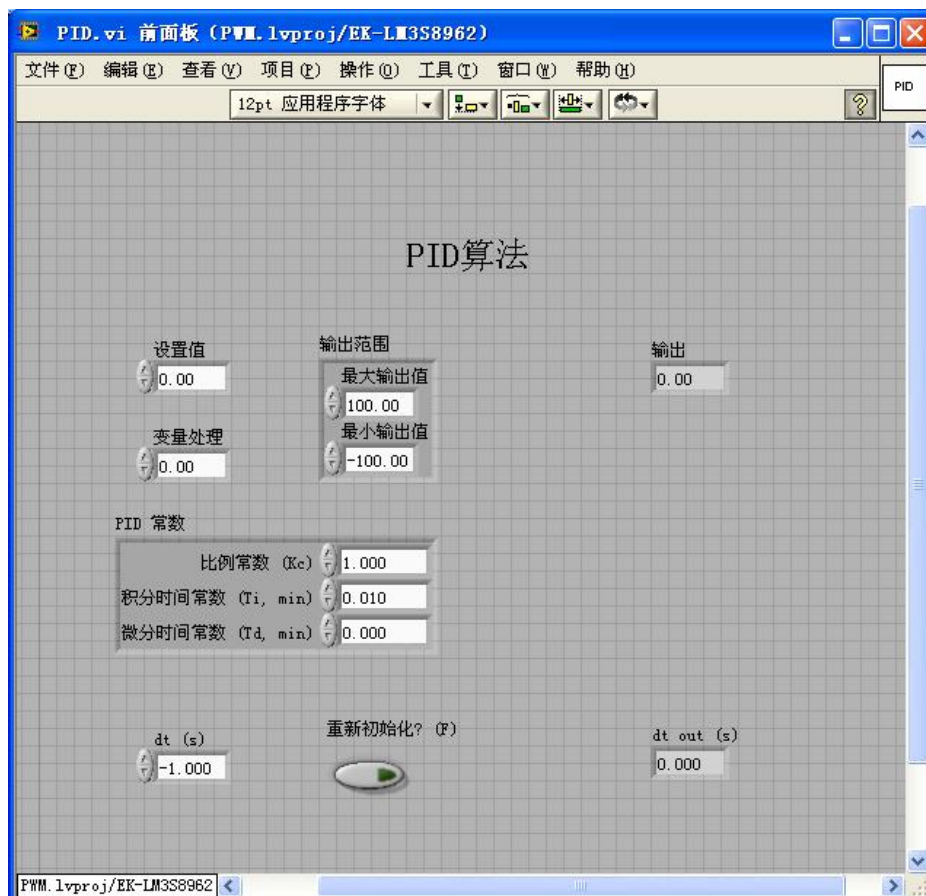 PID.vi 前面板 (PWM.lvproj/EK-LM3S8962)
文件(F) 编辑(E) 查看(V) 项目(P) 操作(O) 工具(T) 窗口(W) 帮助(H)
12pt 应用程序字体
PID
PID算法
设置值
0.00
输出范围
最大输出值
100.00
最小输出值
-100.00
输出
0.00
变量处理
0.00
PID 常数
比例常数 (Kc) 1.000
积分时间常数 (Ti, min) 0.010
微分时间常数 (Td, min) 0.000
dt (s)
-1.000
重新初始化? (F)
dt out (s)
0.000
PWM.lvproj/EK-LM3S8962